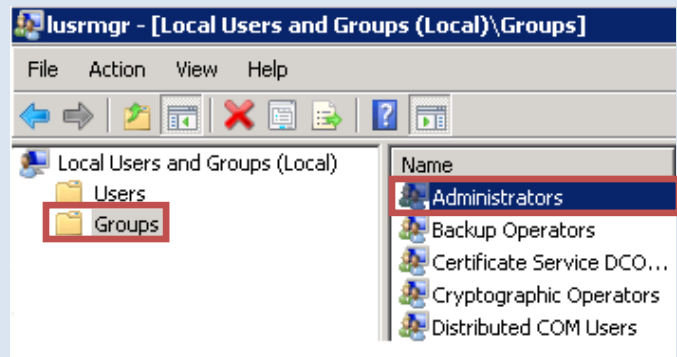 lusrmgr - [Local Users and Groups (Local)\Groups]
File Action View Help
Local Users and Groups (Local)
Users
Groups
Name
Administrators
Backup Operators
Certificate Service DCO...
Cryptographic Operators
Distributed COM Users